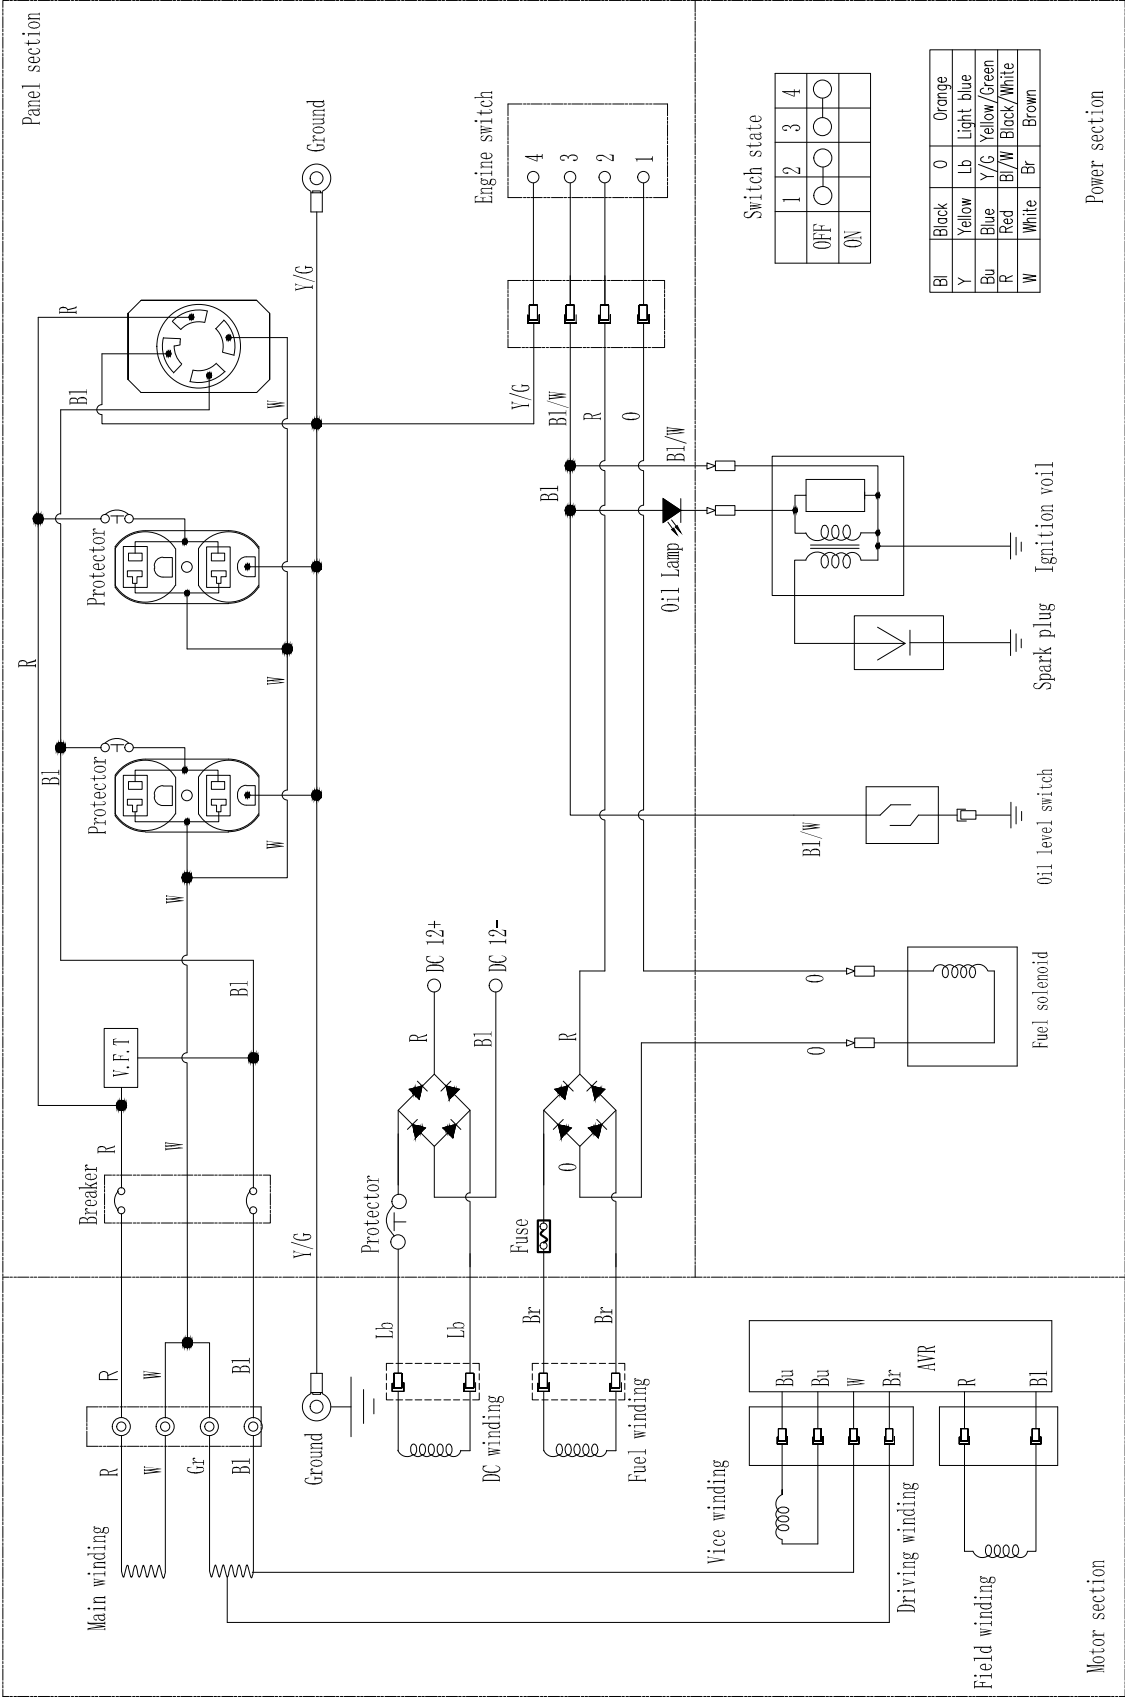 Panel section
R
R
Bl
Bl
Protector
Protector
W
W
W
W
W
Bl
V.F.T
R
Breaker
Y/G
Y/G
Ground
Engine switch
4
3
2
1
Y/G
Bl/W
R
O
Bl
Bl/W
Oil Lamp
DC 12+
DC 12-
R
Bl
R
O
Protector
Fuse
Switch state
1 2 3 4
OFF
ON
Bl Black O Orange
Y Yellow Lb Light blue
Bu Blue Y/G Yellow/Green
R Red Bl/W Black/White
W White Br Brown
Power section
Ignition voil
Spark plug
Bl/W
Oil level switch
O
O
Fuel solenoid
R
W
Bl
R
W
Gr
Bl
Main winding
Ground
Lb
Lb
DC winding
Br
Br
Fuel winding
Bu
Bu
W
Br
AVR
R
Bl
Vice winding
Driving winding
Field winding
Motor section